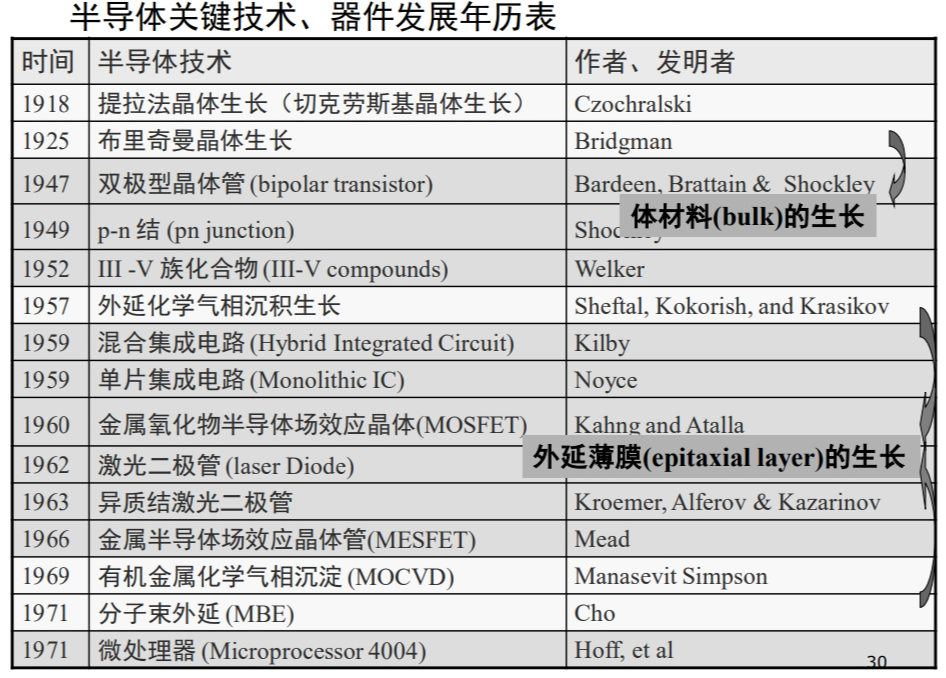 半导体关键技术、器件发展年历表
时间 半导体技术 作者、发明者
1918 提拉法晶体生长（切克劳斯基晶体生长） Czochralski
1925 布里奇曼晶体生长 Bridgman
1947 双极型晶体管 (bipolar transistor) Bardeen, Brattain & Shockley
体材料(bulk)的生长
1949 p-n 结 (pn junction)
1952 III -V 族化合物 (III-V compounds) Welker
1957 外延化学气相沉积生长 Sheftal, Kokorish, and Krasikov
1959 混合集成电路 (Hybrid Integrated Circuit) Kilby
1959 单片集成电路 (Monolithic IC) Noyce
1960 金属氧化物半导体场效应晶体(MOSFET) Kahng and Atalla
外延薄膜(epitaxial layer)的生长
1962 激光二极管 (laser Diode)
1963 异质结激光二极管 Kroemer, Alferov & Kazarinov
1966 金属半导体场效应晶体管(MESFET) Mead
1969 有机金属化学气相沉淀 (MOCVD) Manasevit Simpson
1971 分子束外延 (MBE) Cho
1971 微处理器 (Microprocessor 4004) Hoff, et al
30